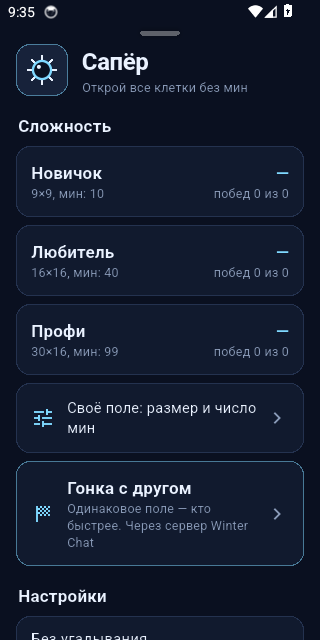 9:35
Сапёр
Открой все клетки без мин
Сложность
Новичок
—
9×9, мин: 10
побед 0 из 0
Любитель
—
16×16, мин: 40
побед 0 из 0
Профи
—
30×16, мин: 99
побед 0 из 0
Своё поле: размер и число
мин
Гонка с другом
Одинаковое поле — кто
быстрее. Через сервер Winter
Chat
Настройки
Без угадывания